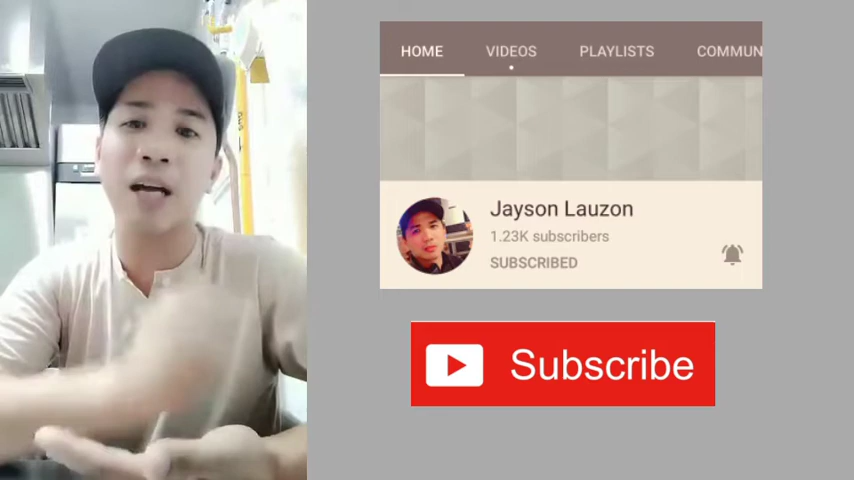 HOME VIDEOS PLAYLISTS COMMUN
Jayson Lauzon
1.23K subscribers
SUBSCRIBED
Subscribe